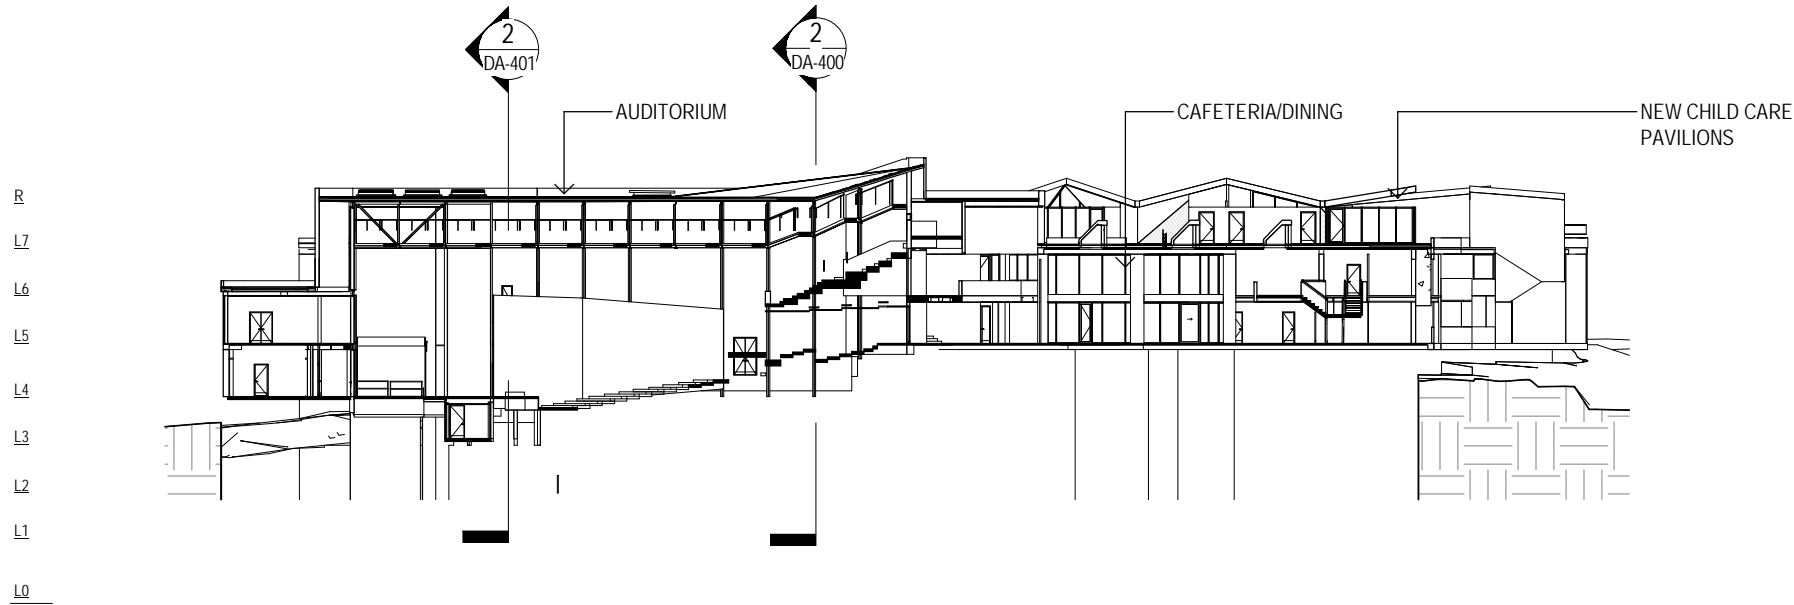 2
DA-401
2
DA-400
AUDITORIUM
CAFETERIA/DINING
NEW CHILD CARE
PAVILIONS
R
L7
L6
L5
L4
L3
L2
L1
L0